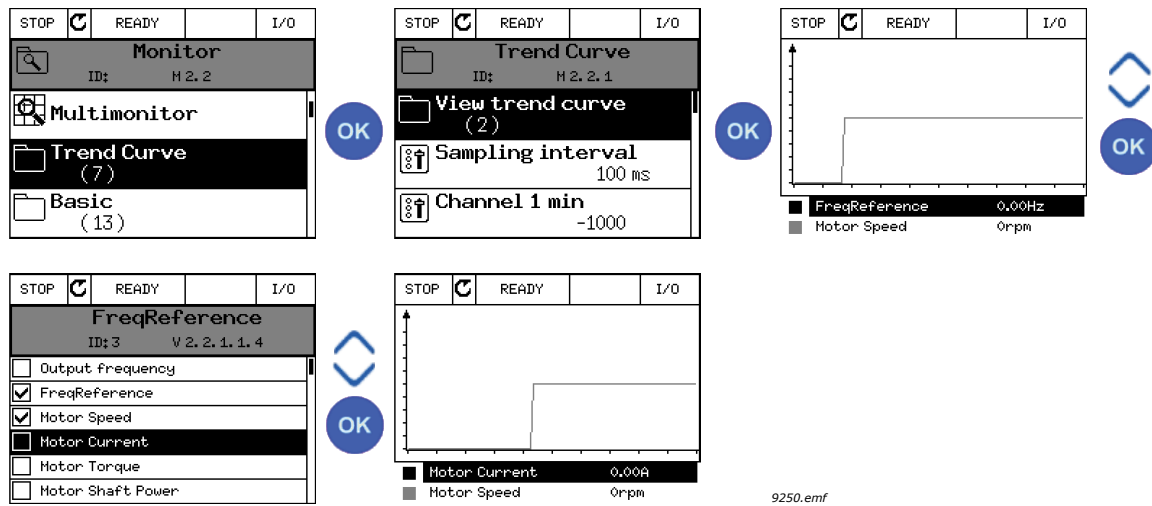 STOP READY I/O
Monitor
ID: M2.2
Multimonitor
Trend Curve
(7)
Basic
(13)
OK
STOP READY I/O
Trend Curve
ID: M2.2.1
View trend curve
(2)
Sampling interval
100 ms
Channel 1 min
-1000
OK
STOP READY I/O
FreqReference 0.00Hz
Motor Speed 0rpm
OK
STOP READY I/O
FreqReference
ID:3 V2.2.1.1.4
Output frequency
FreqReference
Motor Speed
Motor Current
Motor Torque
Motor Shaft Power
OK
STOP READY I/O
Motor Current 0.00A
Motor Speed 0rpm
9250.emf